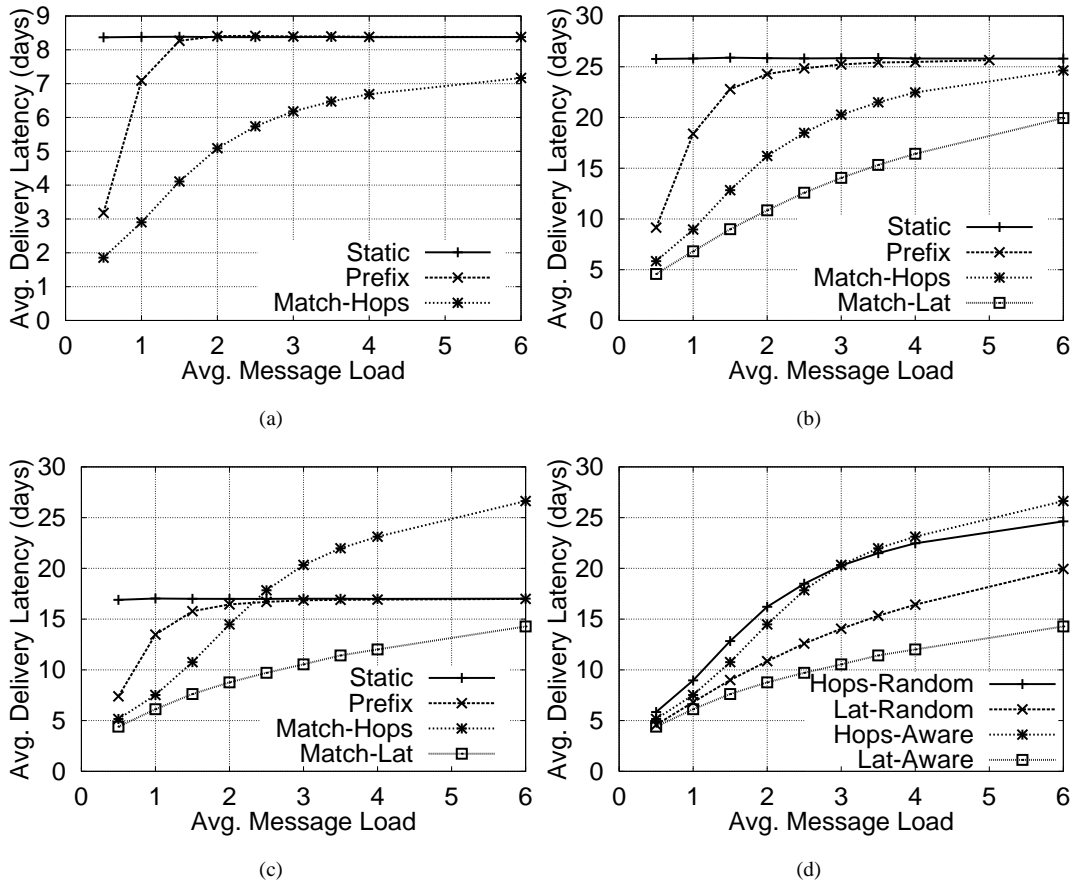 Avg. Delivery Latency (days)
9
8
7
6
5
4
3
2
1
0
Static
Prefix
Match-Hops
0 1 2 3 4 5 6
Avg. Message Load
(a)
Avg. Delivery Latency (days)
30
25
20
15
10
5
0
Static
Prefix
Match-Hops
Match-Lat
0 1 2 3 4 5 6
Avg. Message Load
(b)
Avg. Delivery Latency (days)
30
25
20
15
10
5
0
Static
Prefix
Match-Hops
Match-Lat
0 1 2 3 4 5 6
Avg. Message Load
(c)
Avg. Delivery Latency (days)
30
25
20
15
10
5
0
Hops-Random
Lat-Random
Hops-Aware
Lat-Aware
0 1 2 3 4 5 6
Avg. Message Load
(d)